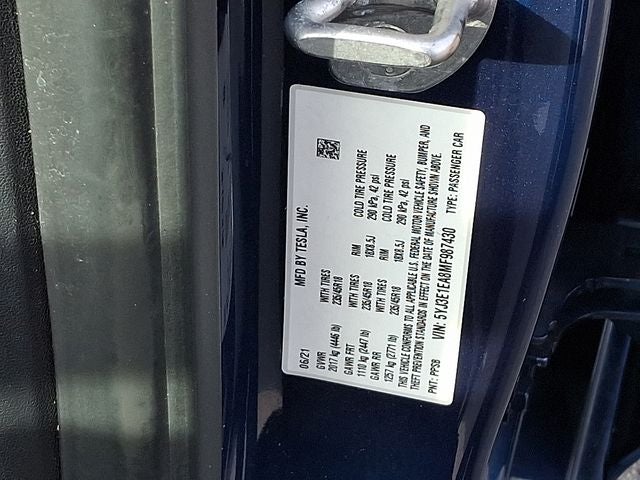 MFD BY TESLA, INC.
06/21
GVWR WITH TIRES RIM COLD TIRE PRESSURE
2017 kg (4446 lb) 235/45R18 18X8.5J 290 kPa, 42 psi
GAWR FRT WITH TIRES RIM COLD TIRE PRESSURE
1110 kg (2447 lb) 235/45R18 18X8.5J 290 kPa, 42 psi
GAWR RR
1257 kg (2771 lb)
THIS VEHICLE CONFORMS TO ALL APPLICABLE U.S. FEDERAL MOTOR VEHICLE SAFETY, BUMPER, AND
THEFT PREVENTION STANDARDS IN EFFECT ON THE DATE OF MANUFACTURE SHOWN ABOVE.
VIN: 5YJ3E1EA8MF987430 TYPE: PASSENGER CAR
PNT: PPSB